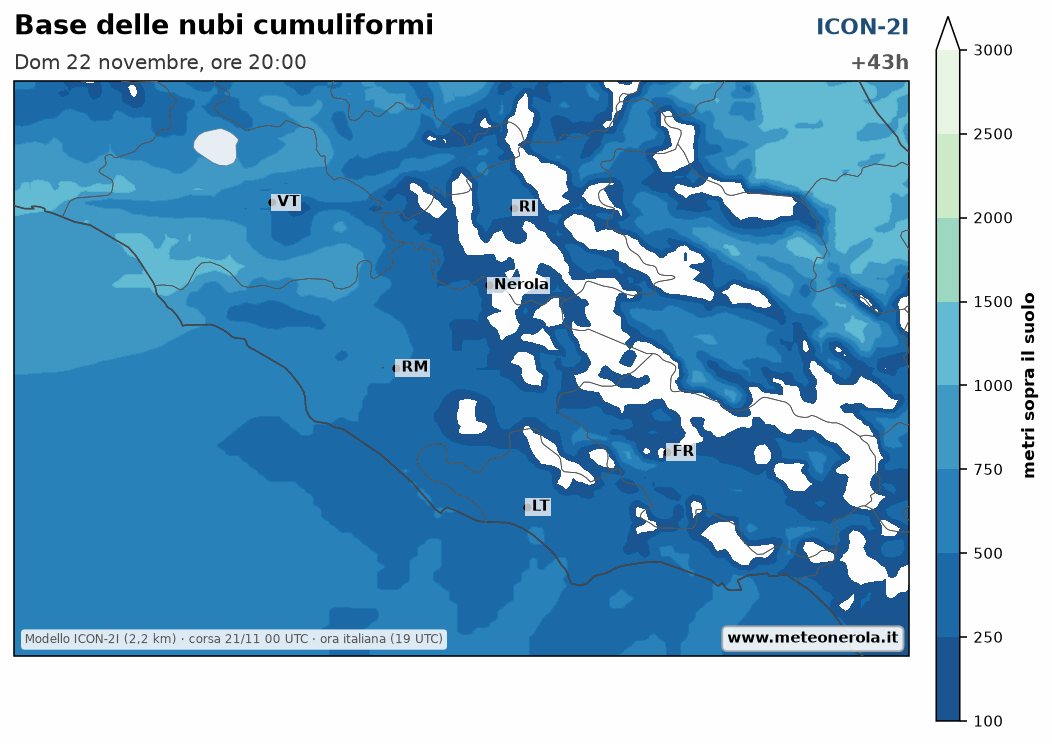 Base delle nubi cumuliformi
ICON-2I
Dom 22 novembre, ore 20:00
+43h
3000
2500
2000
1500
1000
750
500
250
100
metri sopra il suolo
VT
RI
Nerola
RM
FR
LT
Modello ICON-2I (2,2 km) · corsa 21/11 00 UTC · ora italiana (19 UTC)
www.meteonerola.it